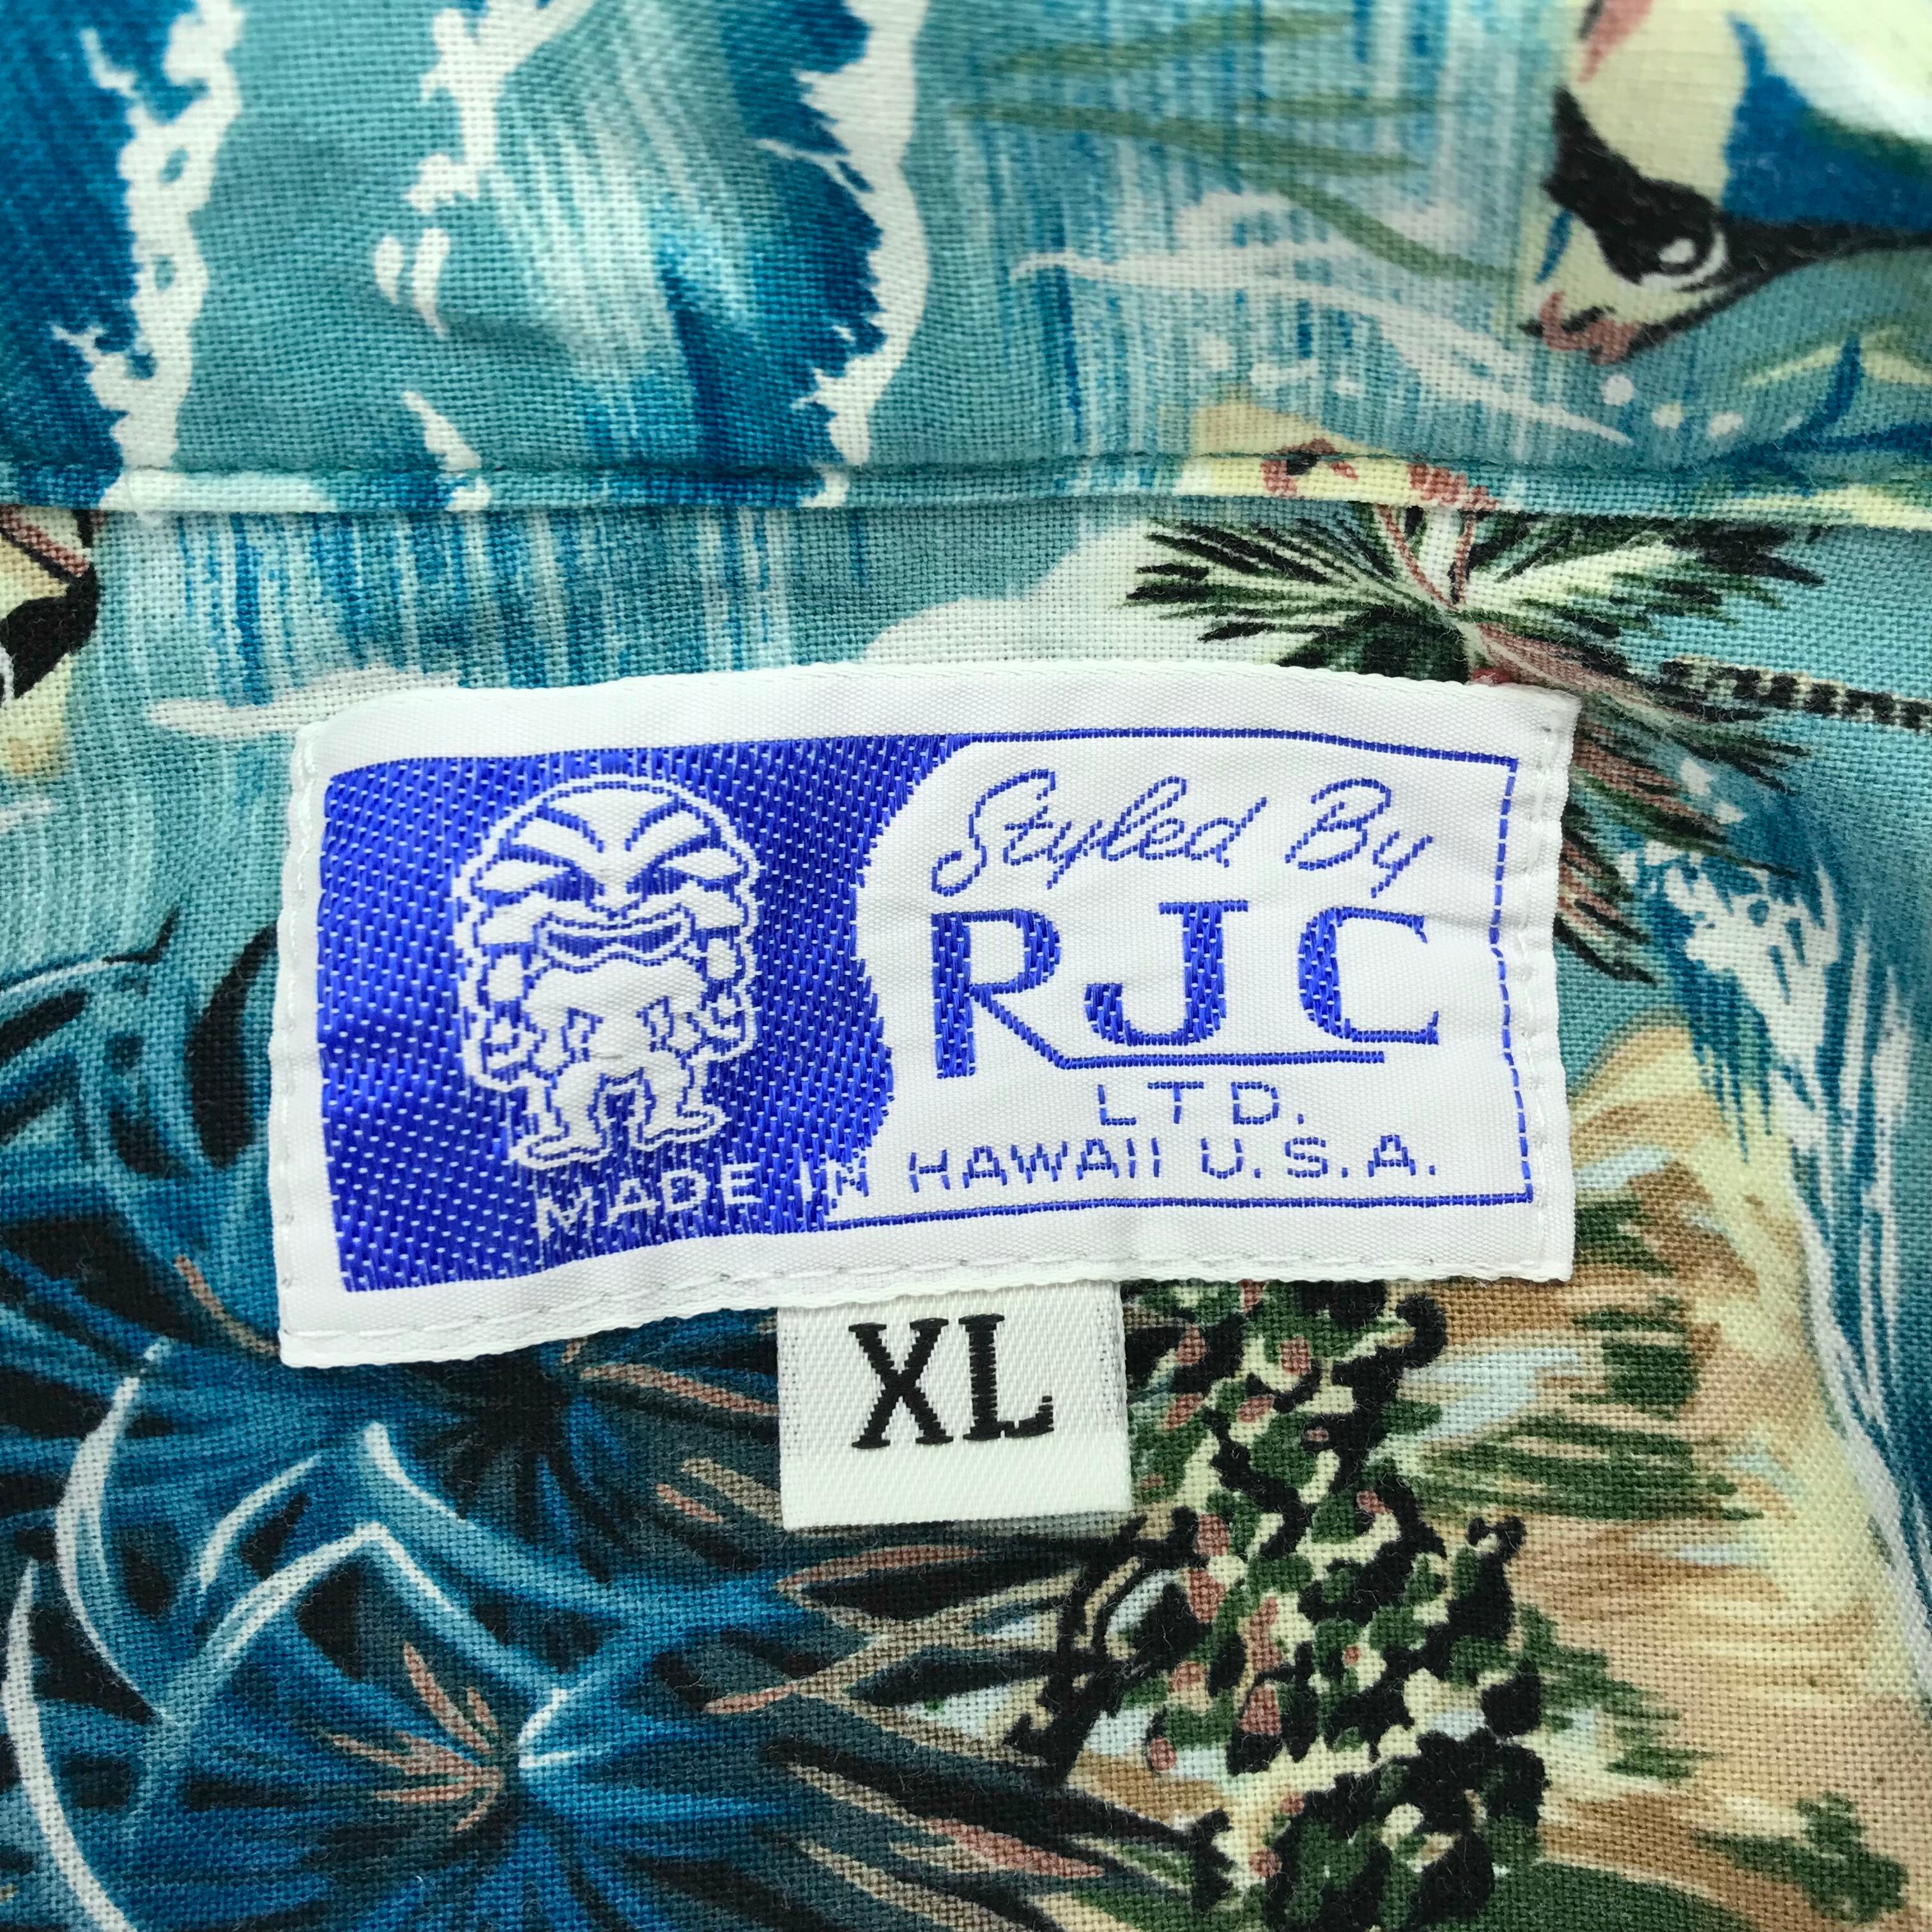 Styled By
RJC
LTD.
MADE IN HAWAII U.S.A.
XL